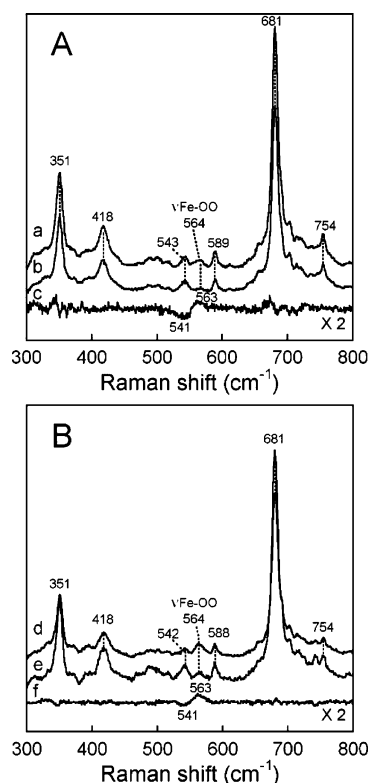 A
681
351
νFe-OO
418
564
543
589
754
a
b
c
563
541
X 2
300 400 500 600 700 800
Raman shift (cm-1)
B
681
351
νFe-OO
418
564
542
588
754
d
e
f
563
541
X 2
300 400 500 600 700 800
Raman shift (cm-1)